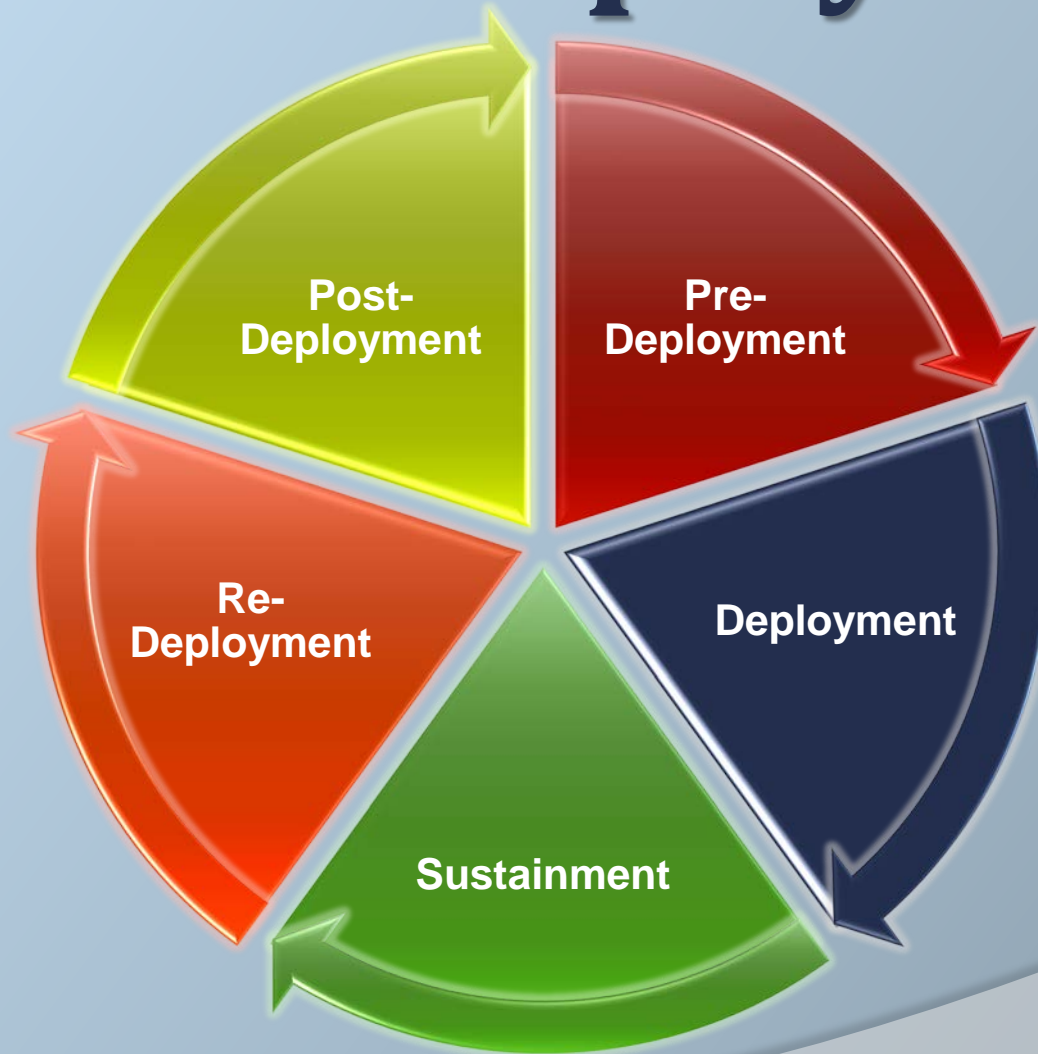 Pre-
Deployment
Deployment
Sustainment
Re-
Deployment
Post-
Deployment